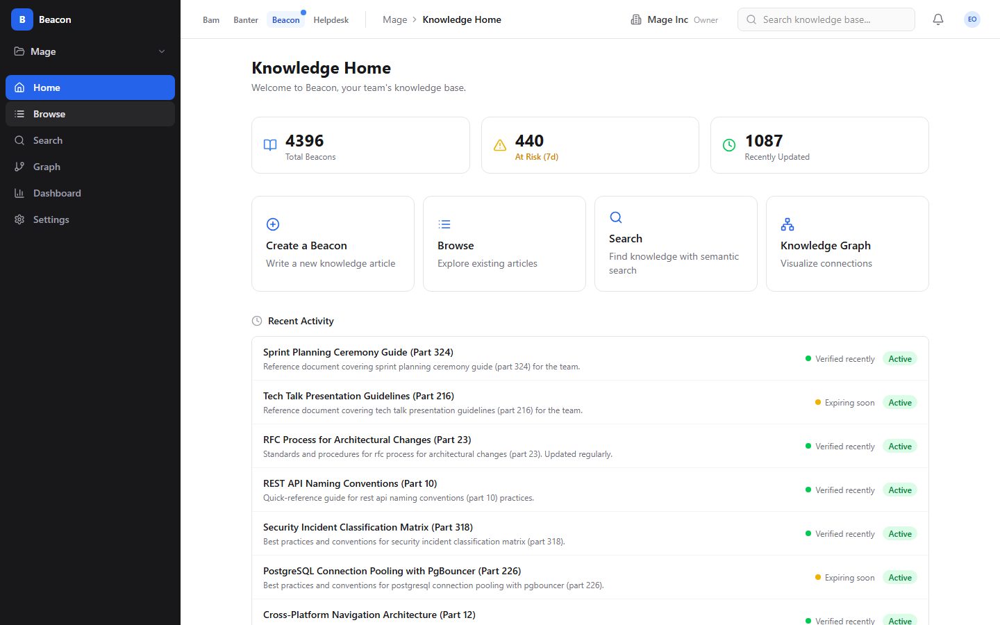 B Beacon
Mage
Home
Browse
Search
Graph
Dashboard
Settings
Bam Banter Beacon Helpdesk Mage > Knowledge Home Mage Inc Owner Search knowledge base... EO
Knowledge Home
Welcome to Beacon, your team's knowledge base.
4396
Total Beacons
440
At Risk (7d)
1087
Recently Updated
Create a Beacon
Write a new knowledge article
Browse
Explore existing articles
Search
Find knowledge with semantic
search
Knowledge Graph
Visualize connections
Recent Activity
Sprint Planning Ceremony Guide (Part 324)
Reference document covering sprint planning ceremony guide (part 324) for the team.
Verified recently Active
Tech Talk Presentation Guidelines (Part 216)
Reference document covering tech talk presentation guidelines (part 216) for the team.
Expiring soon Active
RFC Process for Architectural Changes (Part 23)
Standards and procedures for rfc process for architectural changes (part 23). Updated regularly.
Verified recently Active
REST API Naming Conventions (Part 10)
Quick-reference guide for rest api naming conventions (part 10) practices.
Verified recently Active
Security Incident Classification Matrix (Part 318)
Best practices and conventions for security incident classification matrix (part 318).
Verified recently Active
PostgreSQL Connection Pooling with PgBouncer (Part 226)
Best practices and conventions for postgresql connection pooling with pgbouncer (part 226).
Expiring soon Active
Cross-Platform Navigation Architecture (Part 12)
Verified recently Active